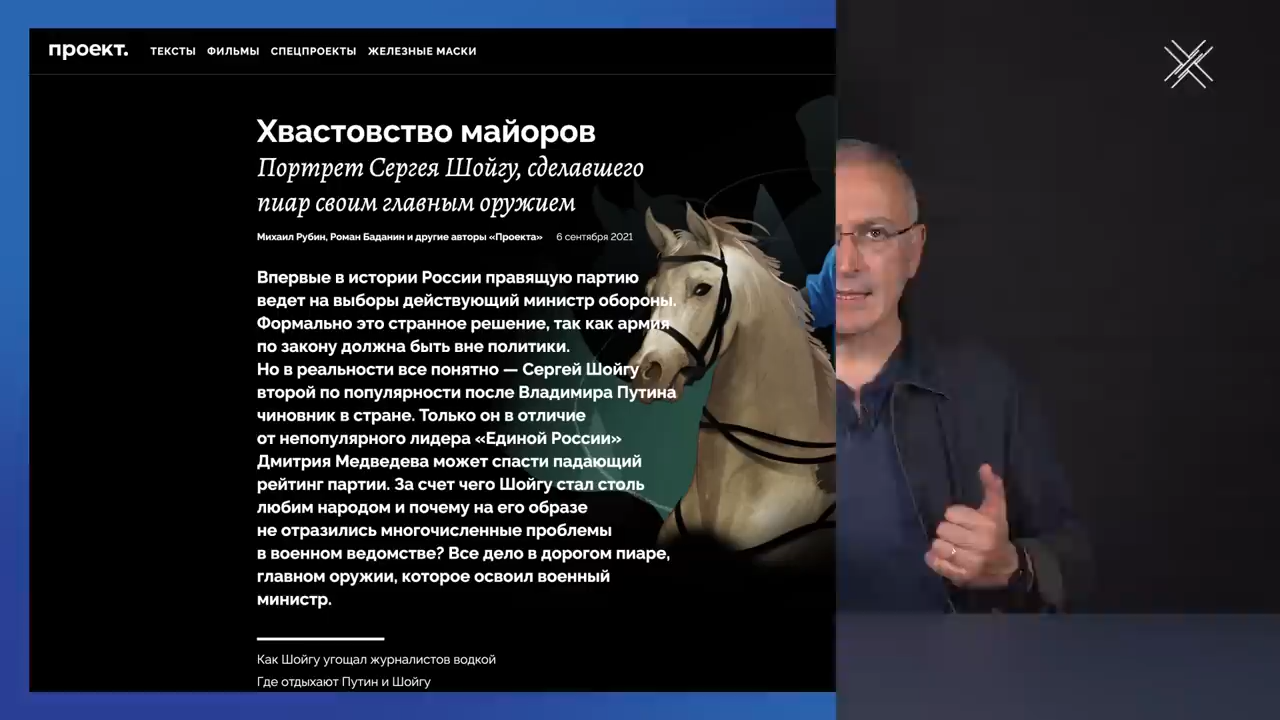 проект.
ТЕКСТЫ ФИЛЬМЫ СПЕЦПРОЕКТЫ ЖЕЛЕЗНЫЕ МАСКИ
Хвастовство майоров
Портрет Сергея Шойгу, сделавшего
пиар своим главным оружием
Михаил Рубин, Роман Баданин и другие авторы «Проекта» 6 сентября 2021
Впервые в истории России правящую партию
ведет на выборы действующий министр обороны.
Формально это странное решение, так как армия
по закону должна быть вне политики.
Но в реальности все понятно — Сергей Шойгу
второй по популярности после Владимира Путина
чиновник в стране. Только он в отличие
от непопулярного лидера «Единой России»
Дмитрия Медведева может спасти падающий
рейтинг партии. За счет чего Шойгу стал столь
любим народом и почему на его образе
не отразились многочисленные проблемы
в военном ведомстве? Все дело в дорогом пиаре,
главном оружии, которое освоил военный
министр.
Как Шойгу угощал журналистов водкой
Где отдыхают Путин и Шойгу